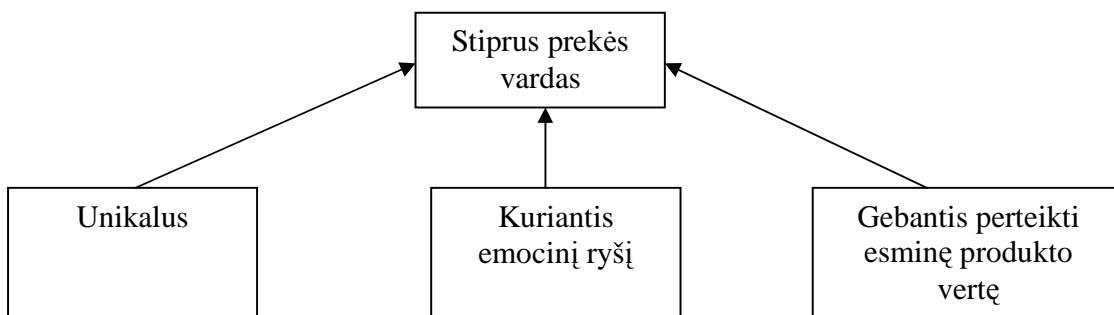 Stiprus prekės
vardas
Unikalus
Kuriantis
emocinį ryšį
Gebantis perteikti
esminę produkto
vertę